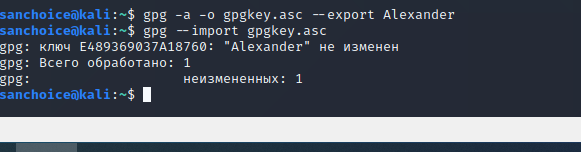 sanchoice@kali:~$ gpg -a -o gpgkey.asc --export Alexander
sanchoice@kali:~$ gpg --import gpgkey.asc
gpg: ключ E489369037A18760: "Alexander" не изменен
gpg: Всего обработано: 1
gpg:                неизмененных: 1
sanchoice@kali:~$